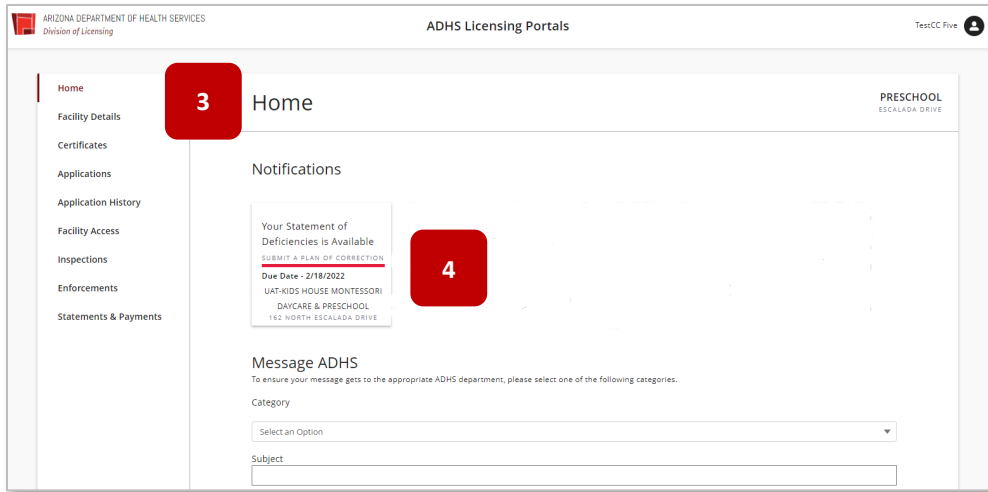 ARIZONA DEPARTMENT OF HEALTH SERVICES
Division of Licensing
ADHS Licensing Portals
TestCC Five
Home
Facility Details
Certificates
Applications
Application History
Facility Access
Inspections
Enforcements
Statements & Payments
3
Home
PRESCHOOL
ESCALADA DRIVE
Notifications
Your Statement of
Deficiencies is Available
SUBMIT A PLAN OF CORRECTION
Due Date - 2/18/2022
UAT-KIDS HOUSE MONTESSORI
DAYCARE & PRESCHOOL
162 NORTH ESCALADA DRIVE
4
Message ADHS
To ensure your message gets to the appropriate ADHS department, please select one of the following categories.
Category
Select an Option
Subject